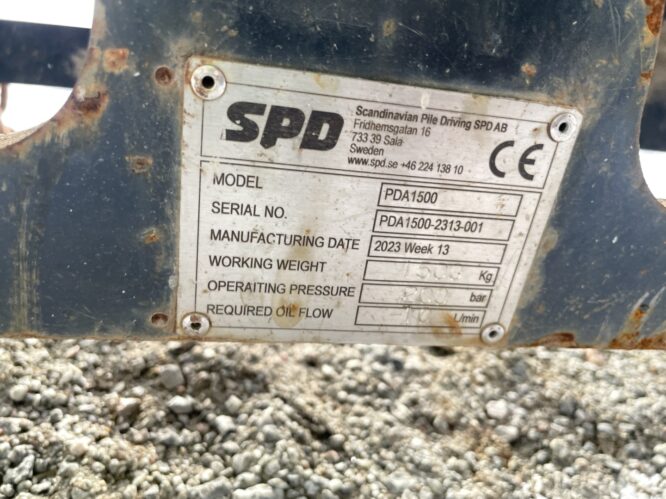 SPD
Scandinavian Pile Driving SPD AB
Fridhemsgatan 16
733 39 Sala
Sweden
www.spd.se +46 224 138 10
CE
MODEL PDA1500
SERIAL NO. PDA1500-2313-001
MANUFACTURING DATE 2023 Week 13
WORKING WEIGHT Kg
OPERAITING PRESSURE bar
REQUIRED OIL FLOW L/min